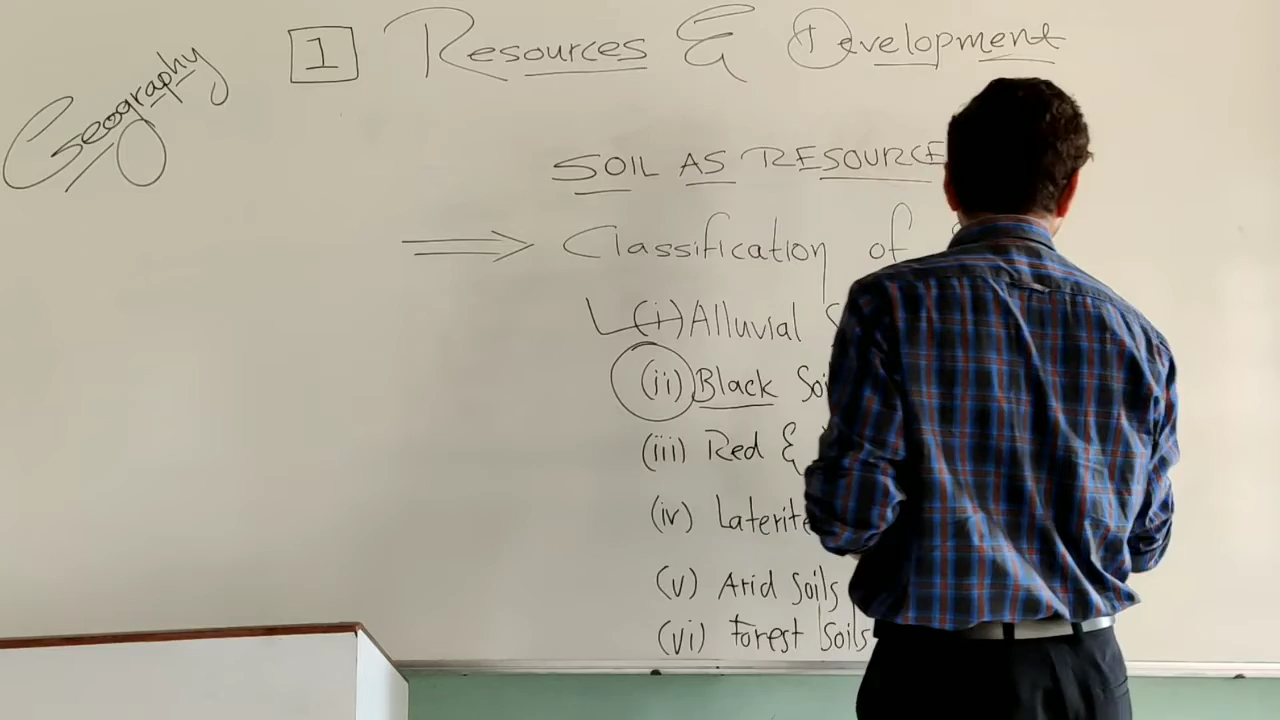 Geography
1 Resources & Development
SOIL AS RESOURCE
Classification of
(i) Alluvial
(ii) Black Soil
(iii) Red &
(iv) Laterite
(v) Arid Soils
(vi) Forest Soils